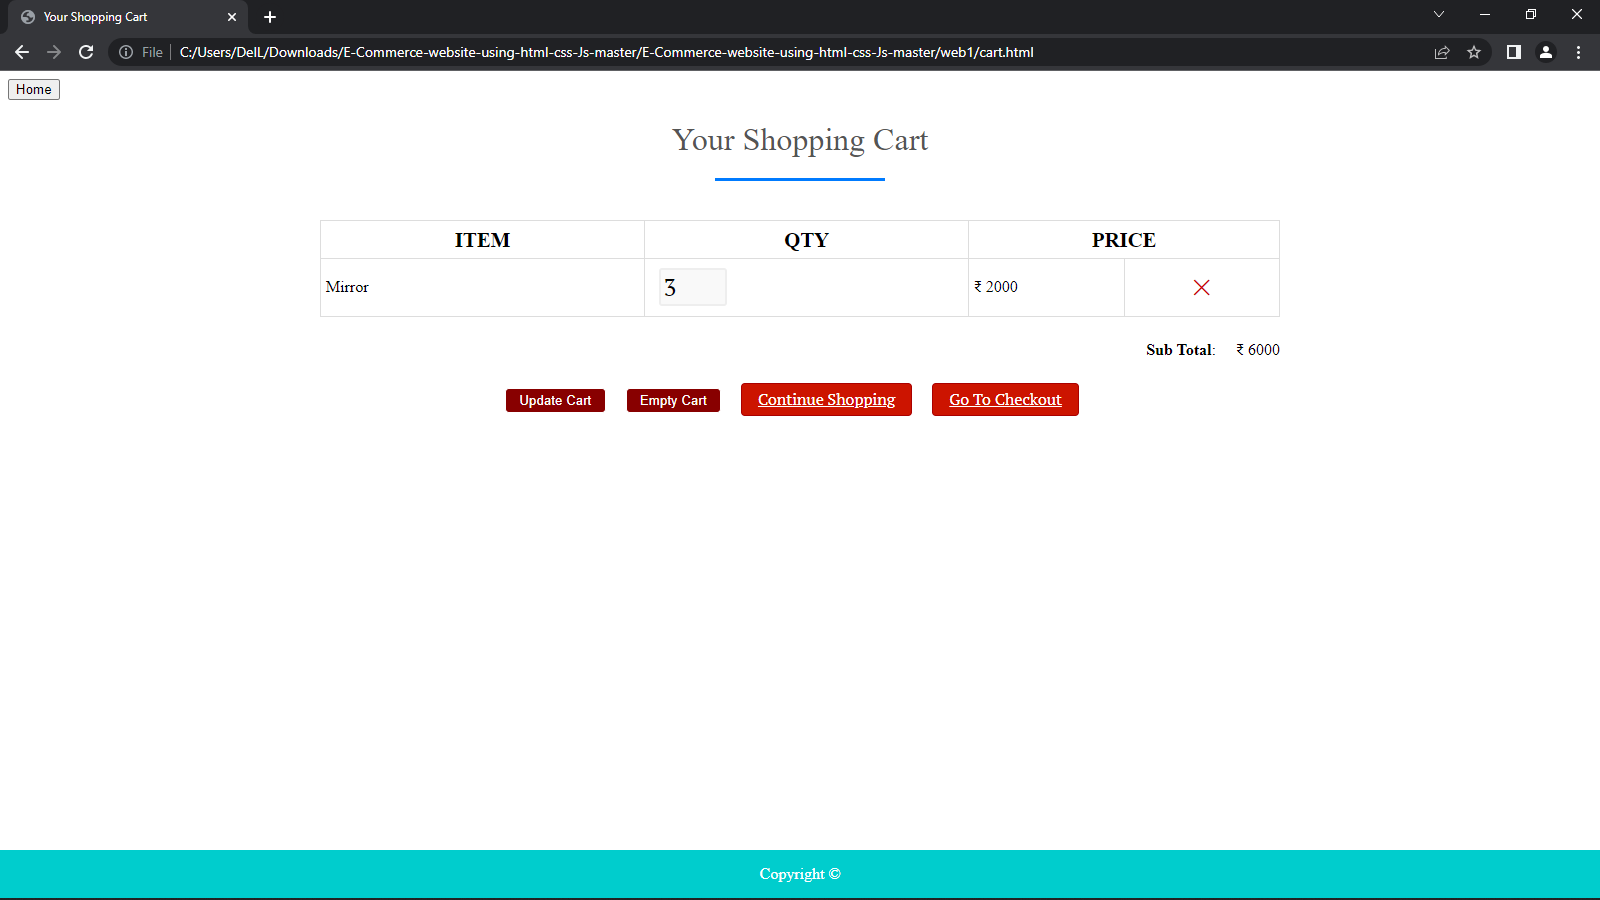 Your Shopping Cart
File C:/Users/DelL/Downloads/E-Commerce-website-using-html-css-Js-master/E-Commerce-website-using-html-css-Js-master/web1/cart.html
Home
Your Shopping Cart
ITEM QTY PRICE
Mirror 3 ₹ 2000
Sub Total: ₹ 6000
Update Cart Empty Cart Continue Shopping Go To Checkout
Copyright ©